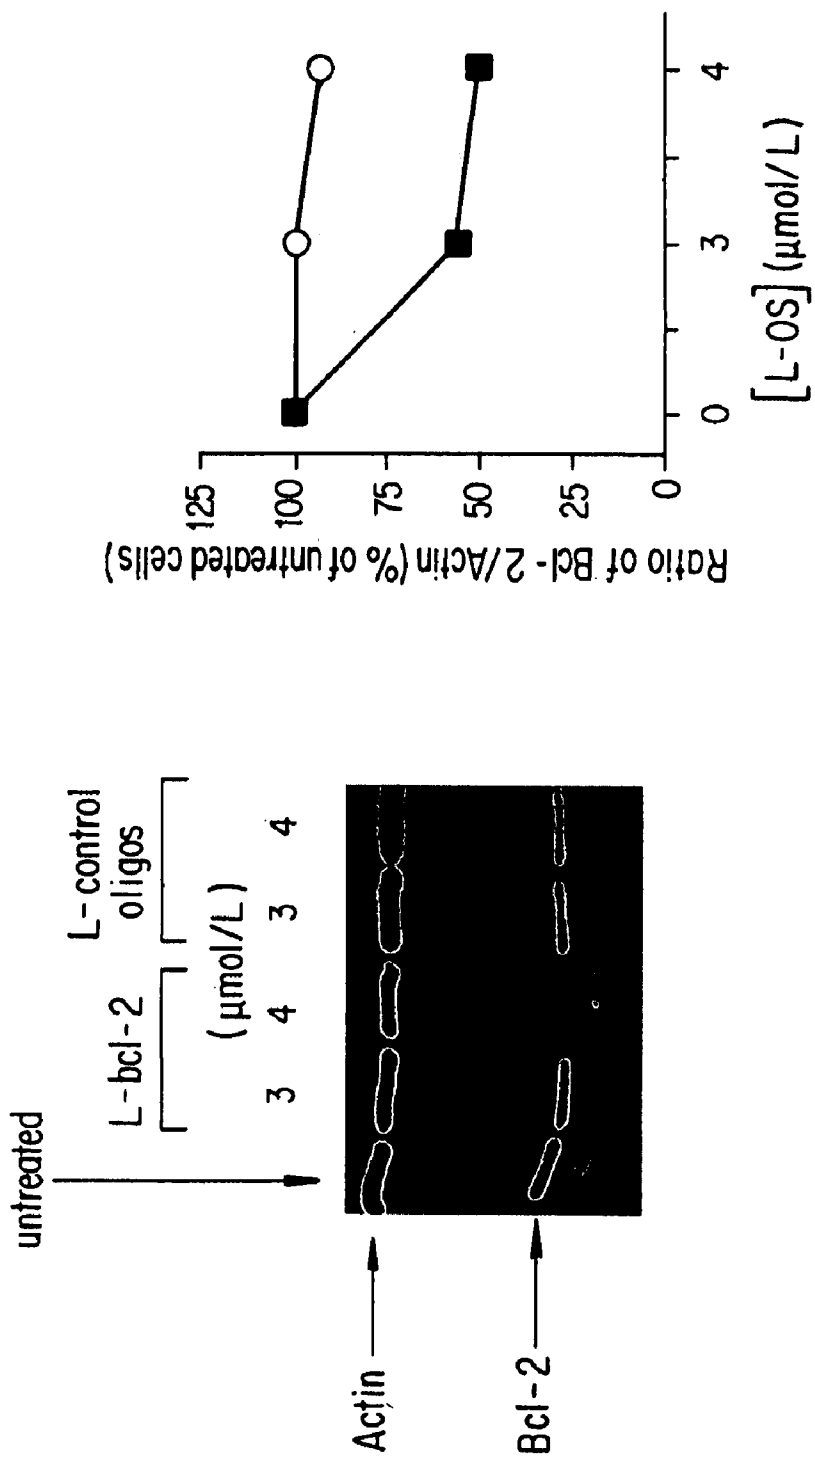 untreated
L-bcl-2
L-control
oligos
(μmol/L)
3 4 3 4
Actin
Bcl-2
Ratio of Bcl-2/Actin (% of untreated cells)
125
100
75
50
25
0
0 3 4
[L-OS] (μmol/L)